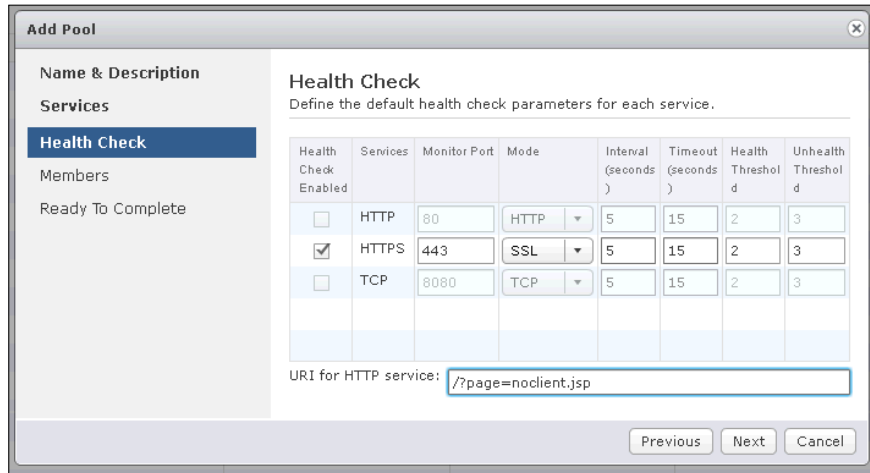 Add Pool
Name & Description
Services
Health Check
Members
Ready To Complete
Health Check
Define the default health check parameters for each service.
Health Check Enabled Services Monitor Port Mode Interval (seconds) Timeout (seconds) Health Threshold Unhealth Threshold
HTTP 80 HTTP 5 15 2 3
HTTPS 443 SSL 5 15 2 3
TCP 8080 TCP 5 15 2 3
URI for HTTP service: /?page=noclient.jsp
Previous Next Cancel